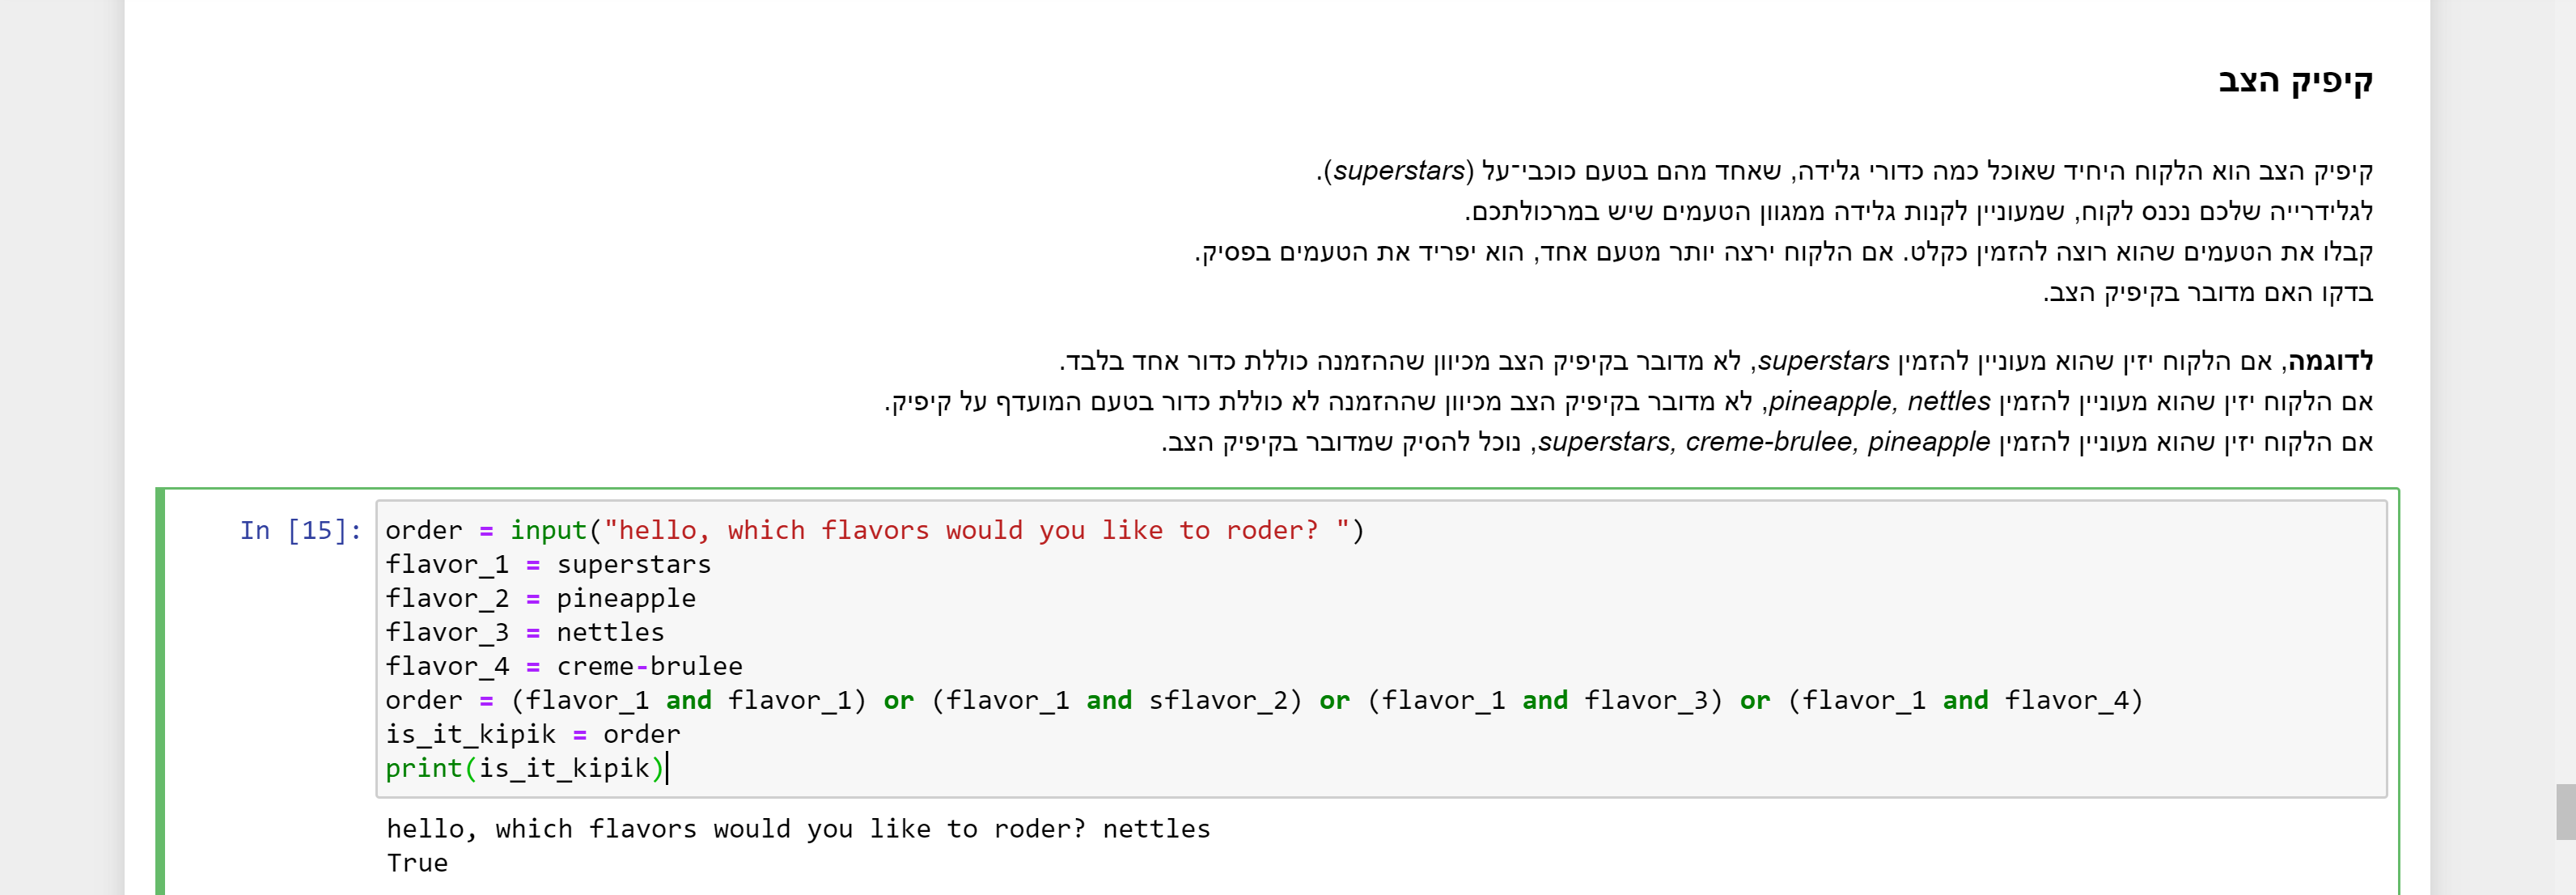 קיפיק הצב
קיפיק הצב הוא הלקוח היחיד שאוכל כמה כדורי גלידה, שאחד מהם בטעם כוכבי־על (superstars).
לגלידרייה שלכם נכנס לקוח, שמעוניין לקנות גלידה ממגוון הטעמים שיש במרכולתכם.
קבלו את הטעמים שהוא רוצה להזמין כקלט. אם הלקוח ירצה יותר מטעם אחד, הוא יפריד את הטעמים בפסיק.
בדקו האם מדובר בקיפיק הצב.
לדוגמה, אם הלקוח יזין שהוא מעוניין להזמין superstars, לא מדובר בקיפיק הצב מכיוון שההזמנה כוללת כדור אחד בלבד.
אם הלקוח יזין שהוא מעוניין להזמין pineapple, nettles, לא מדובר בקיפיק הצב מכיוון שההזמנה לא כוללת כדור בטעם המועדף על קיפיק.
אם הלקוח יזין שהוא מעוניין להזמין superstars, creme-brulee, pineapple, נוכל להסיק שמדובר בקיפיק הצב.
In [15]: order = input("hello, which flavors would you like to roder? ")
flavor_1 = superstars
flavor_2 = pineapple
flavor_3 = nettles
flavor_4 = creme-brulee
order = (flavor_1 and flavor_1) or (flavor_1 and sflavor_2) or (flavor_1 and flavor_3) or (flavor_1 and flavor_4)
is_it_kipik = order
print(is_it_kipik)
hello, which flavors would you like to roder? nettles
True